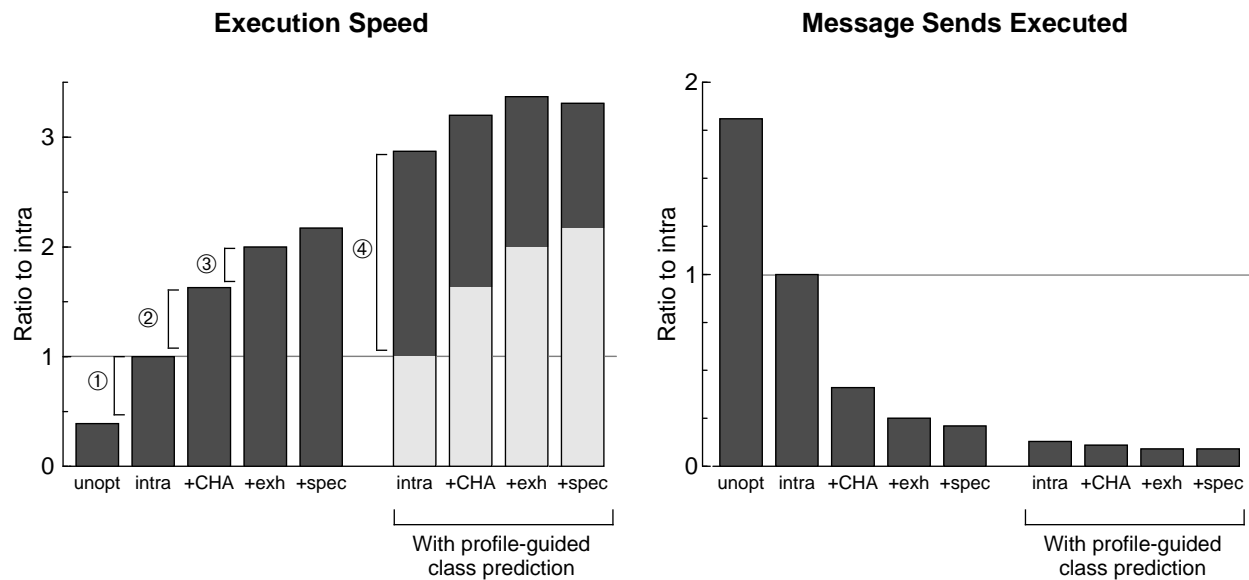 Execution Speed
Ratio to intra
3
2
1
0
①
②
③
④
unopt intra +CHA +exh +spec
intra +CHA +exh +spec
With profile-guided
class prediction
Message Sends Executed
Ratio to intra
2
1
0
unopt intra +CHA +exh +spec
intra +CHA +exh +spec
With profile-guided
class prediction